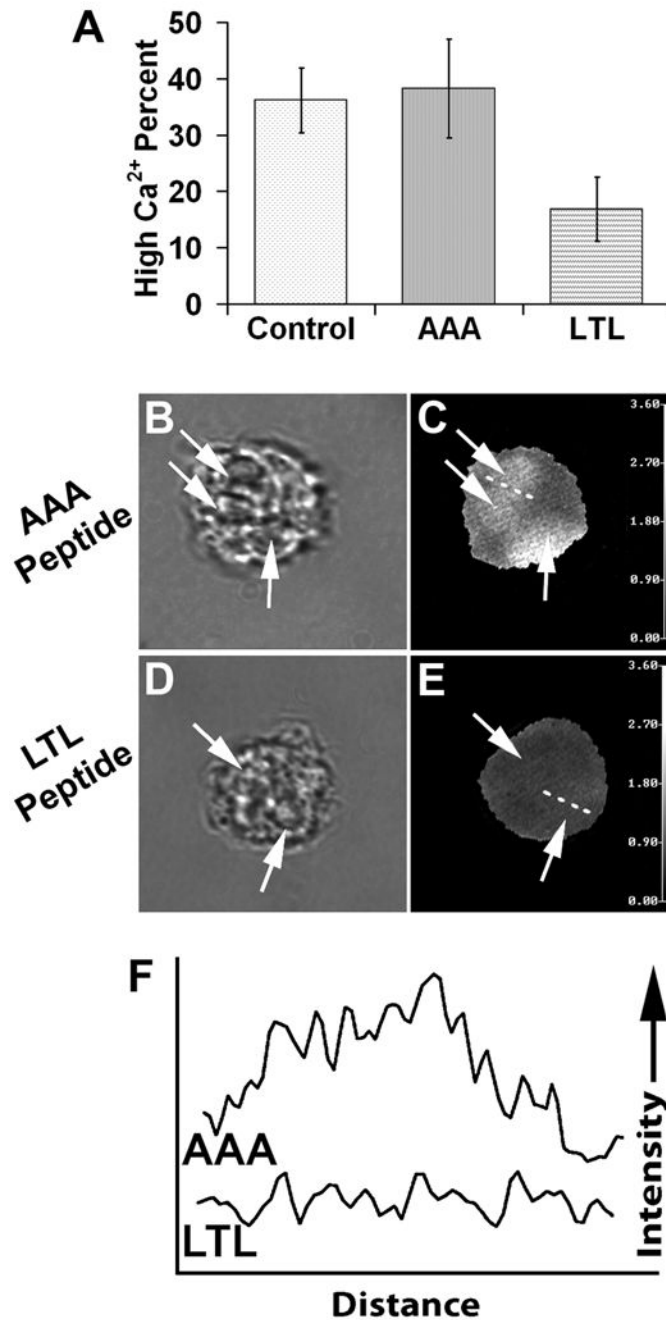 A
High Ca²⁺ Percent
50
40
30
20
10
0
Control
AAA
LTL
AAA
Peptide
B
C
3.60
2.70
1.80
0.90
0.00
LTL
Peptide
D
E
3.60
2.70
1.80
0.90
0.00
F
AAA
LTL
Intensity
Distance